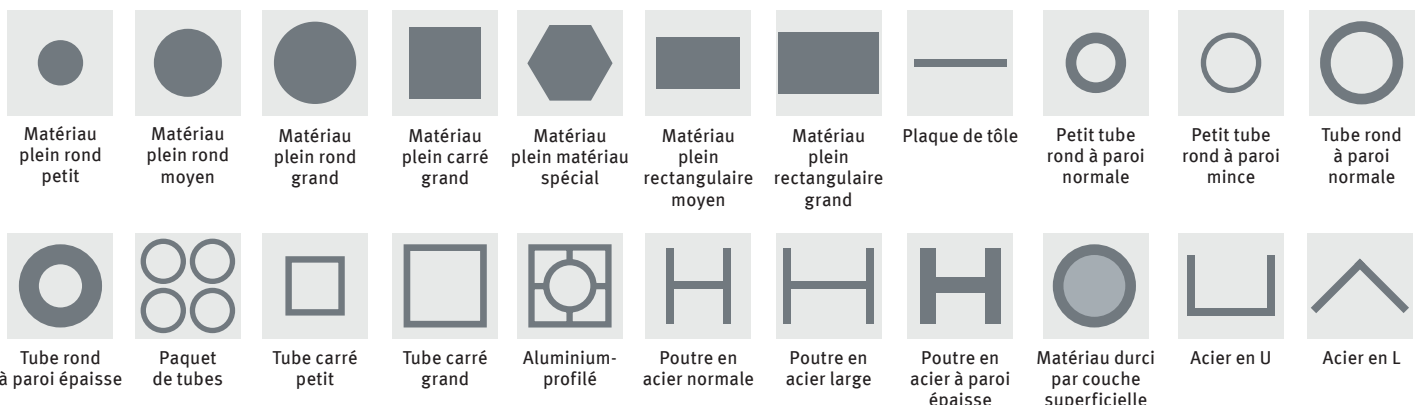 Matériau
plein rond
petit
Matériau
plein rond
moyen
Matériau
plein rond
grand
Matériau
plein carré
grand
Matériau
plein matériau
spécial
Matériau
plein
rectangulaire
moyen
Matériau
plein
rectangulaire
grand
Plaque de tôle
Petit tube
rond à paroi
normale
Petit tube
rond à paroi
mince
Tube rond
à paroi
normale
Tube rond
à paroi épaisse
Paquet
de tubes
Tube carré
petit
Tube carré
grand
Aluminium-
profilé
Poutre en
acier normale
Poutre en
acier large
Poutre en
acier à paroi
épaisse
Matériau durci
par couche
superficielle
Acier en U
Acier en L